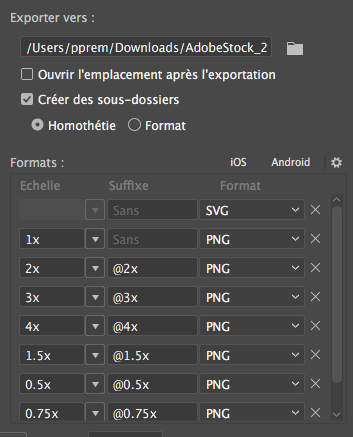 Exporter vers :
/Users/pprem/Downloads/AdobeStock_2
Ouvrir l'emplacement après l'exportation
Créer des sous-dossiers
Homothétie Format
Formats : iOS Android
Echelle Suffixe Format
Sans SVG
1x Sans PNG
2x @2x PNG
3x @3x PNG
4x @4x PNG
1.5x @1.5x PNG
0.5x @0.5x PNG
0.75x @0.75x PNG